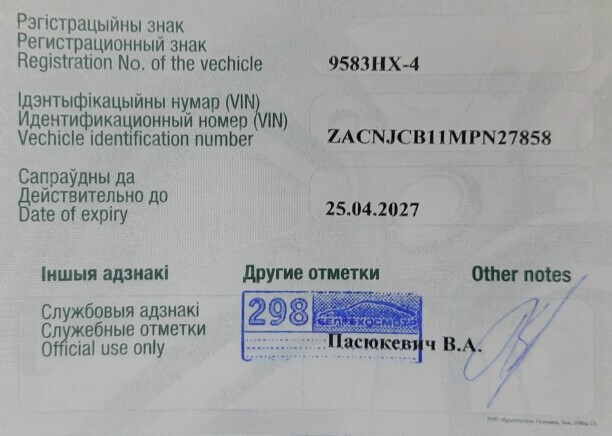 Рэгістрацыйны знак
Регистрационный знак
Registration No. of the vechicle
9583HX-4
Ідэнтыфікацыйны нумар (VIN)
Идентификационный номер (VIN)
Vechicle identification number
ZACNJCB11MPN27858
Сапраўдны да
Действительно до
Date of expiry
25.04.2027
Іншыя адзнакі
Другие отметки
Other notes
Службовыя адзнакі
Служебные отметки
Official use only
298
БЕЛТЕХОСМОТР
Пасюкевич В.А.